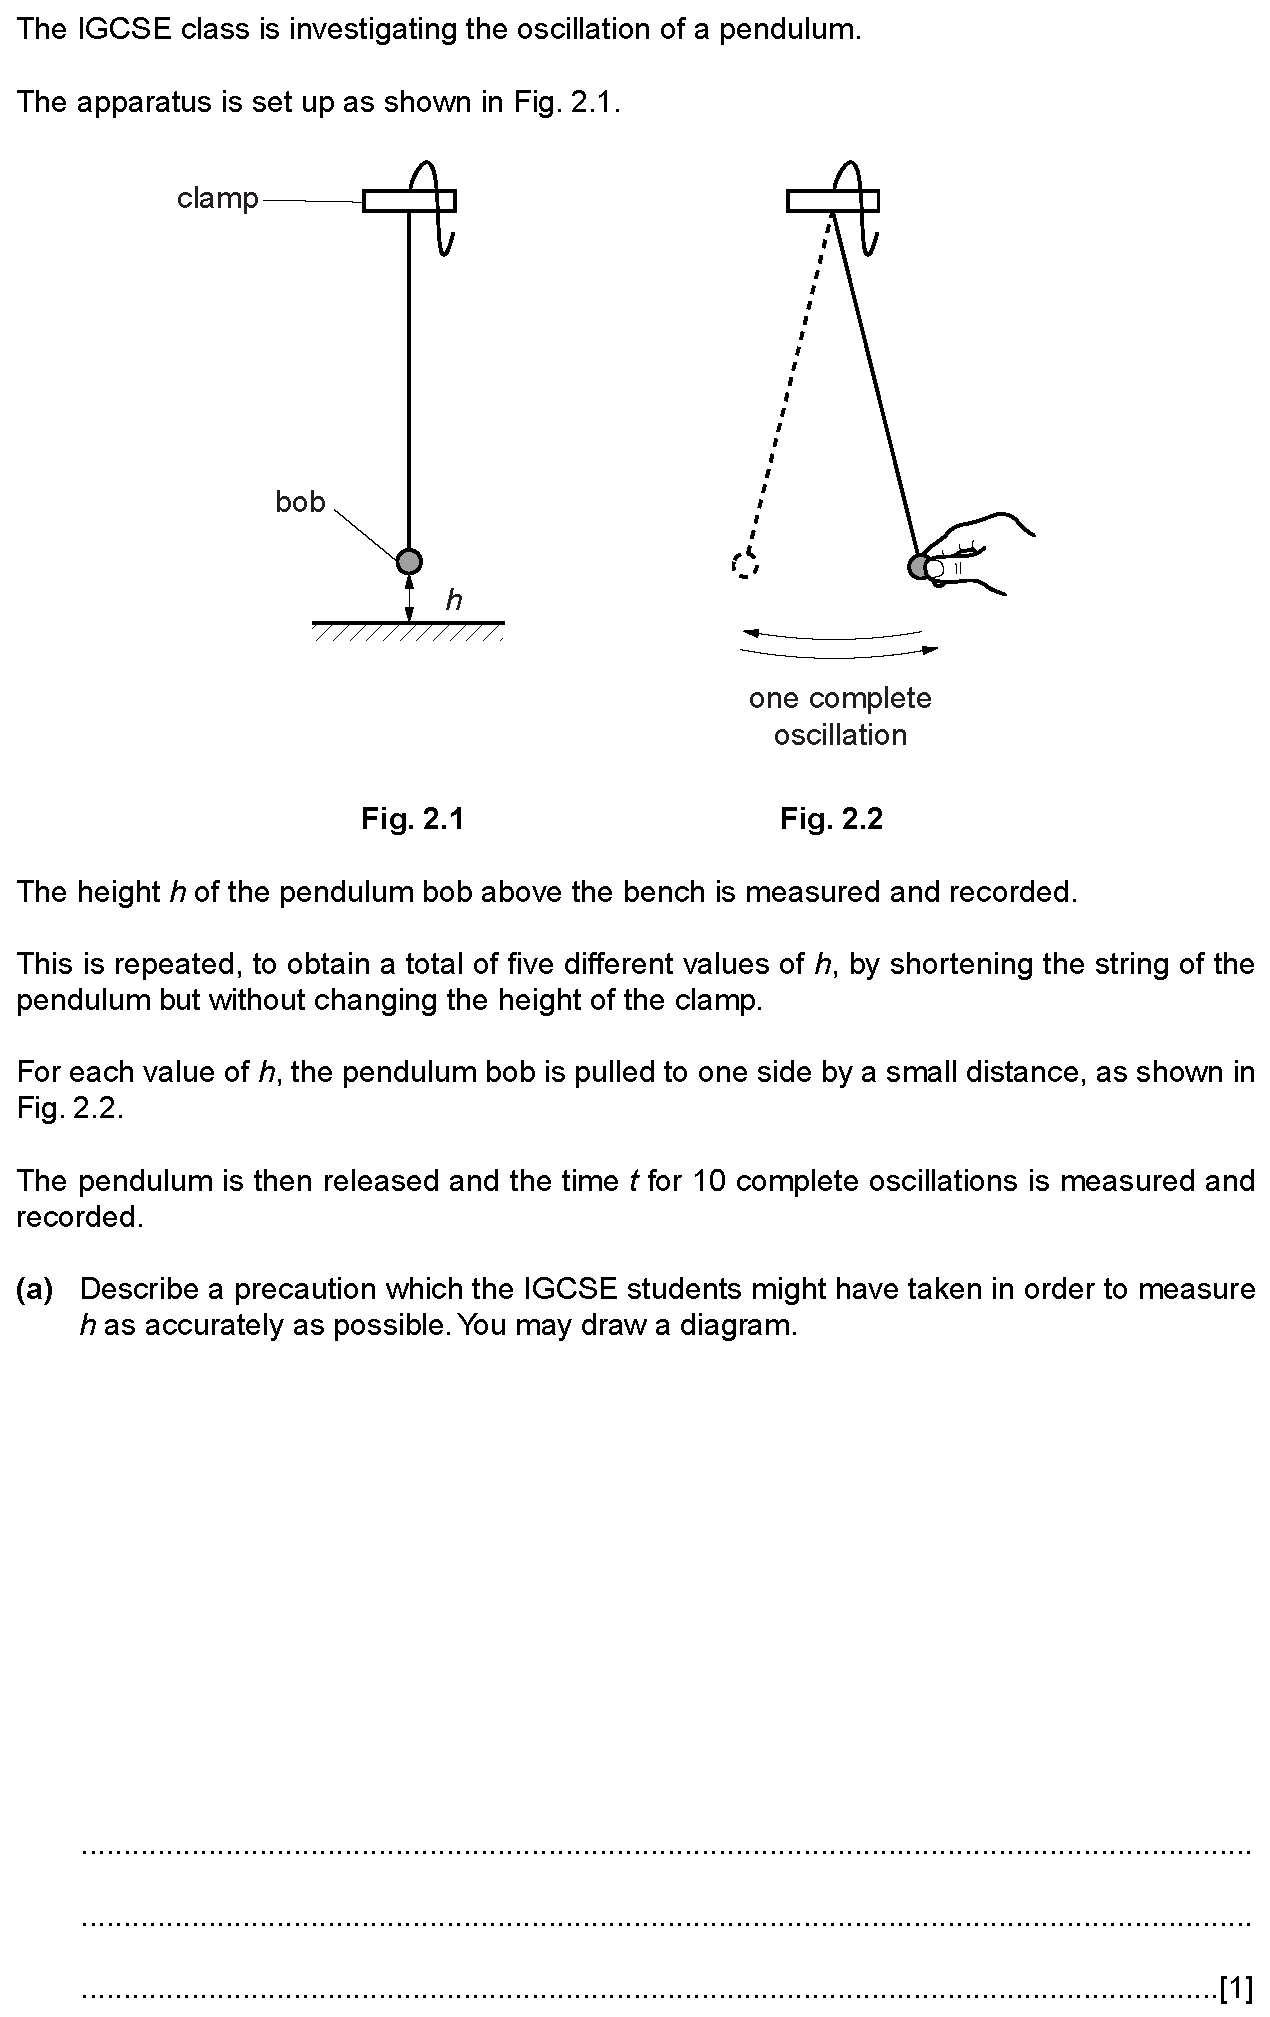 The IGCSE class is investigating the oscillation of a pendulum.
The apparatus is set up as shown in Fig. 2.1.
clamp
bob
h
one complete
oscillation
Fig. 2.1
Fig. 2.2
The height h of the pendulum bob above the bench is measured and recorded.
This is repeated, to obtain a total of five different values of h, by shortening the string of the
pendulum but without changing the height of the clamp.
For each value of h, the pendulum bob is pulled to one side by a small distance, as shown in
Fig. 2.2.
The pendulum is then released and the time t for 10 complete oscillations is measured and
recorded.
(a) Describe a precaution which the IGCSE students might have taken in order to measure
h as accurately as possible. You may draw a diagram.
[1]